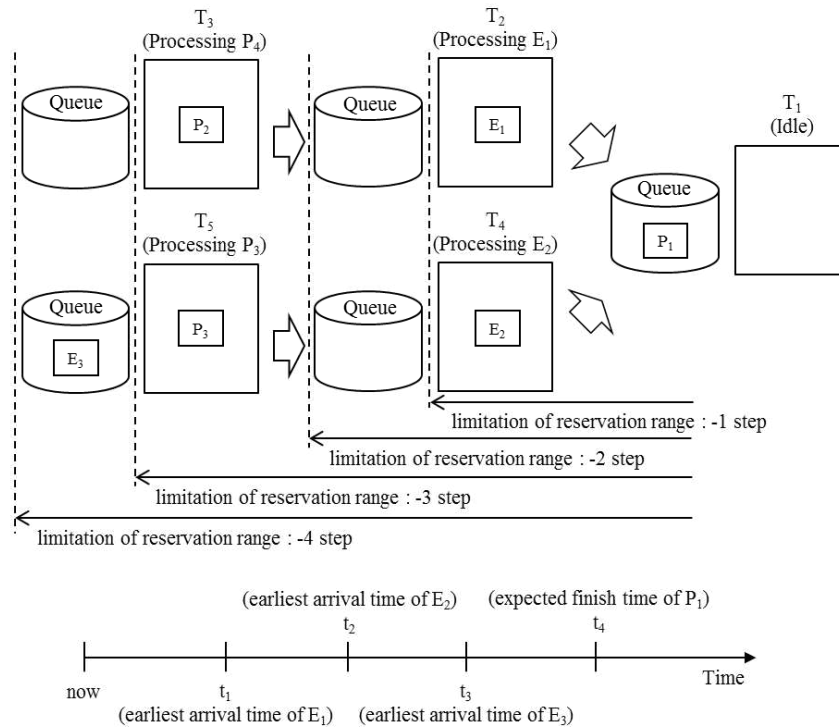 T3
(Processing P4)
T2
(Processing E1)
T1
(Idle)
Queue
P2
Queue
E1
Queue
P1
T5
(Processing P3)
T4
(Processing E2)
Queue
E3
P3
Queue
E2
limitation of reservation range : -1 step
limitation of reservation range : -2 step
limitation of reservation range : -3 step
limitation of reservation range : -4 step
(earliest arrival time of E2)
(expected finish time of P1)
t2
t4
now
t1
t3
Time
(earliest arrival time of E1)
(earliest arrival time of E3)